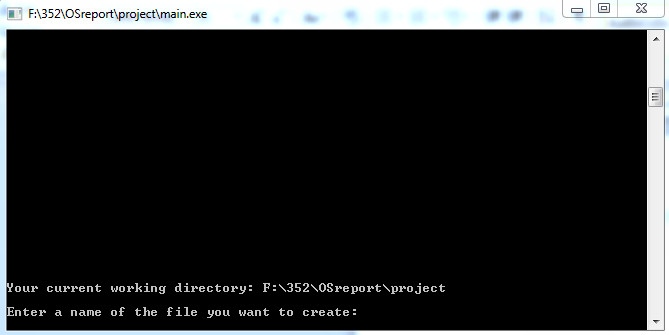 F:\352\OSreport\project\main.exe
Your current working directory: F:\352\OSreport\project
Enter a name of the file you want to create: